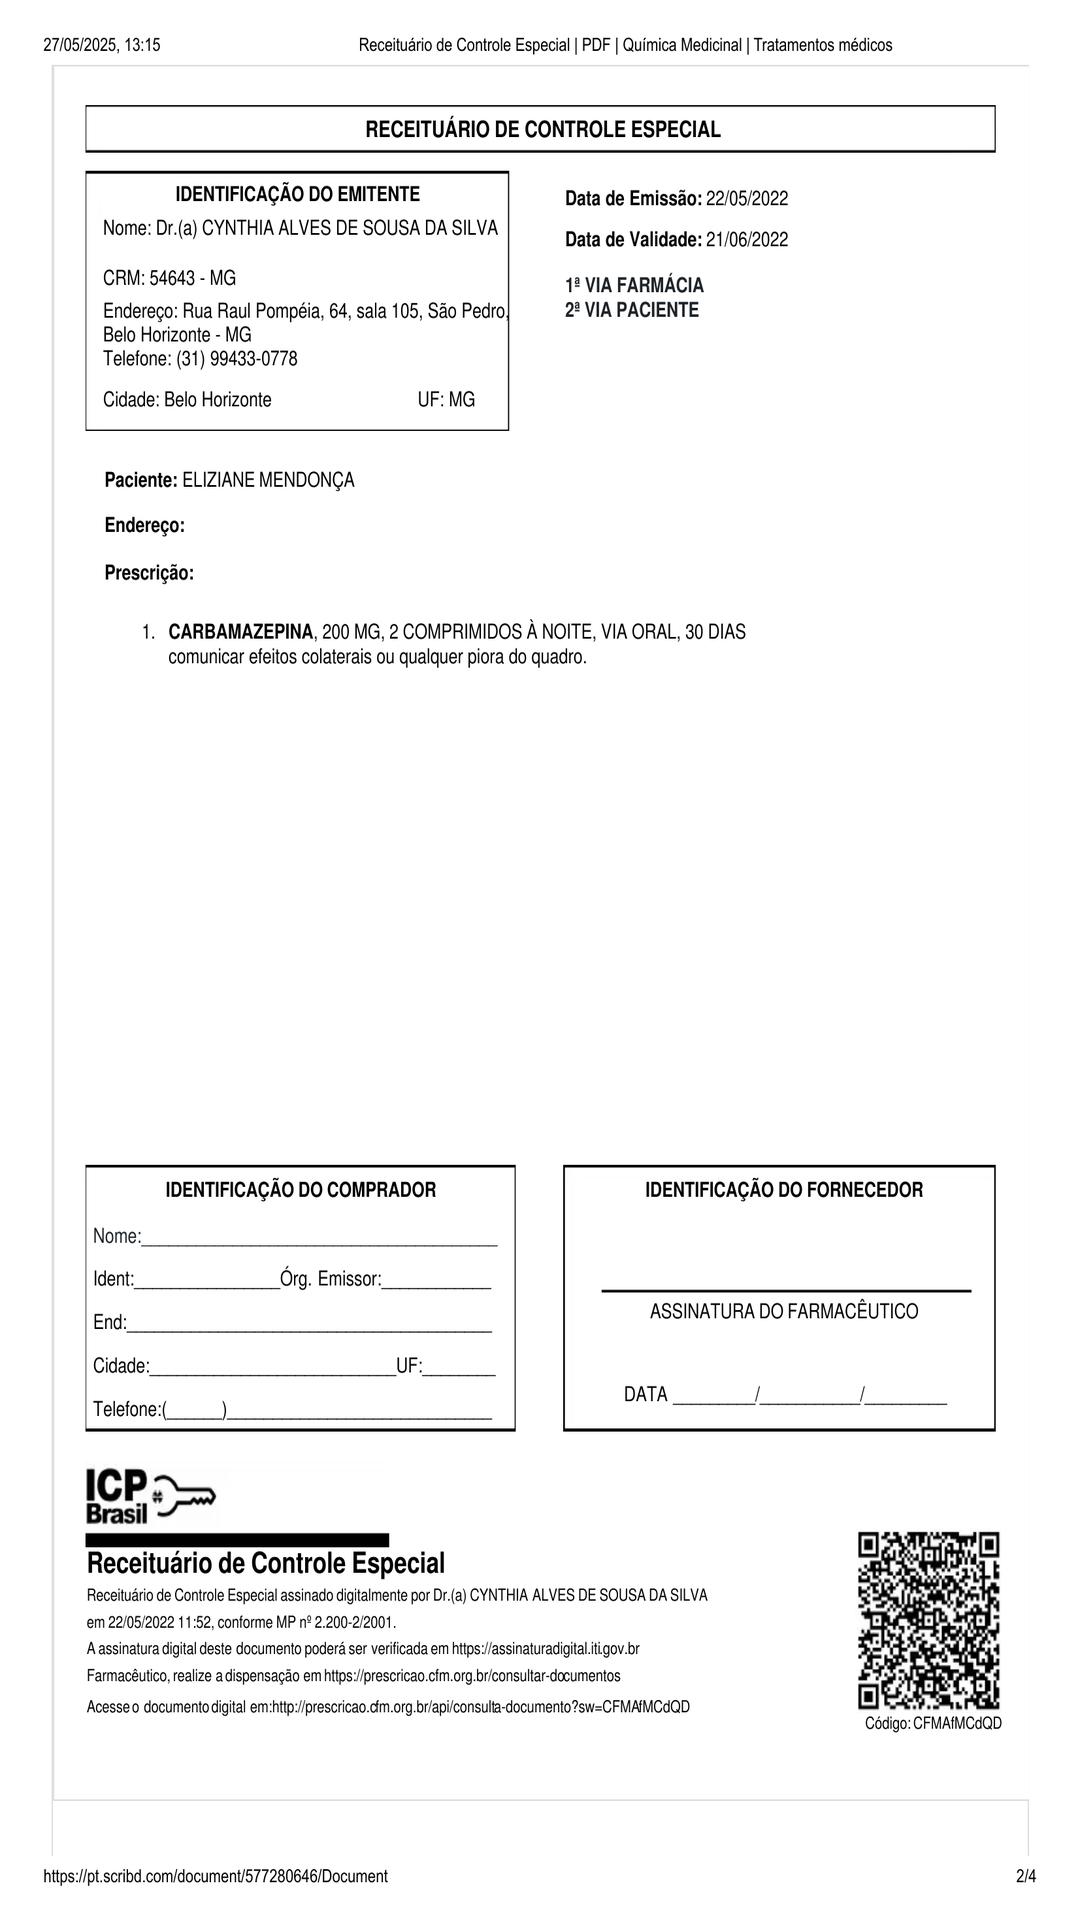 27/05/2025, 13:15 Receituário de Controle Especial | PDF | Química Medicinal | Tratamentos médicos
RECEITUÁRIO DE CONTROLE ESPECIAL
IDENTIFICAÇÃO DO EMITENTE
Nome: Dr.(a) CYNTHIA ALVES DE SOUSA DA SILVA
CRM: 54643 - MG
Endereço: Rua Raul Pompéia, 64, sala 105, São Pedro,
Belo Horizonte - MG
Telefone: (31) 99433-0778
Cidade: Belo Horizonte UF: MG
Data de Emissão: 22/05/2022
Data de Validade: 21/06/2022
1ª VIA FARMÁCIA
2ª VIA PACIENTE
Paciente: ELIZIANE MENDONÇA
Endereço:
Prescrição:
1. CARBAMAZEPINA, 200 MG, 2 COMPRIMIDOS À NOITE, VIA ORAL, 30 DIAS
comunicar efeitos colaterais ou qualquer piora do quadro.
IDENTIFICAÇÃO DO COMPRADOR
Nome:__________________________________
Ident:______________Órg. Emissor:__________
End:___________________________________
Cidade:________________________UF:_______
Telefone:(_____)_________________________
IDENTIFICAÇÃO DO FORNECEDOR
ASSINATURA DO FARMACÊUTICO
DATA ________/_________/________
ICP
Brasil
Receituário de Controle Especial
Receituário de Controle Especial assinado digitalmente por Dr.(a) CYNTHIA ALVES DE SOUSA DA SILVA
em 22/05/2022 11:52, conforme MP nº 2.200-2/2001.
A assinatura digital deste documento poderá ser verificada em https://assinaturadigital.iti.gov.br
Farmacêutico, realize a dispensação em https://prescricao.cfm.org.br/consultar-documentos
Acesse o documento digital em:http://prescricao.cfm.org.br/api/consulta-documento?sw=CFMAfMCdQD
Código: CFMAfMCdQD
https://pt.scribd.com/document/577280646/Document 2/4